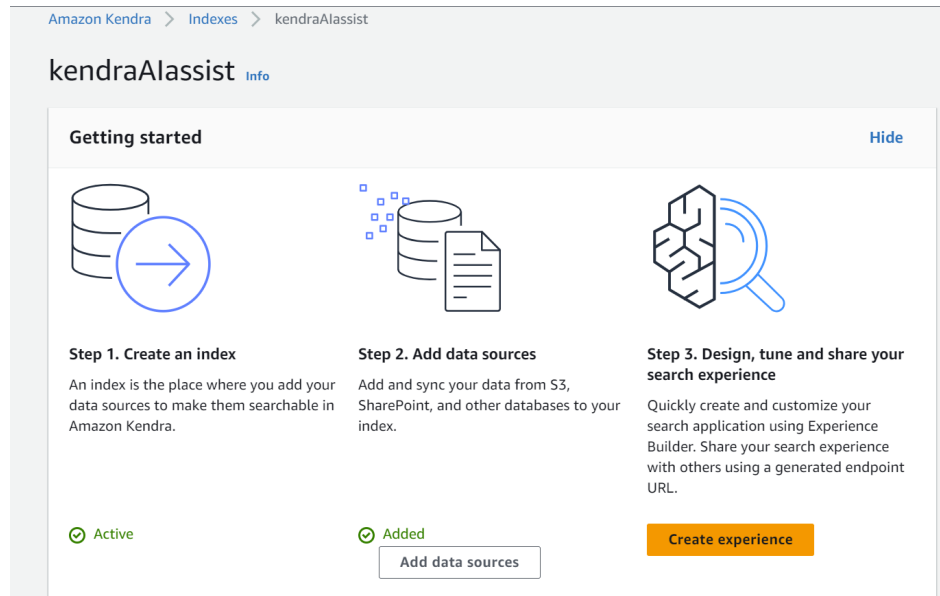 Amazon Kendra > Indexes > kendraAIassist
kendraAIassist Info
Getting started Hide
Step 1. Create an index
An index is the place where you add your
data sources to make them searchable in
Amazon Kendra.
Active
Step 2. Add data sources
Add and sync your data from S3,
SharePoint, and other databases to your
index.
Added
Add data sources
Step 3. Design, tune and share your
search experience
Quickly create and customize your
search application using Experience
Builder. Share your search experience
with others using a generated endpoint
URL.
Create experience